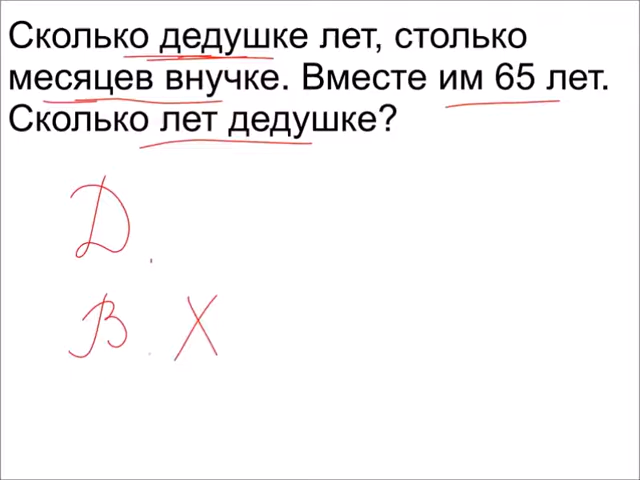 Сколько дедушке лет, столько
месяцев внучке. Вместе им 65 лет.
Сколько лет дедушке?
Д.
В. X